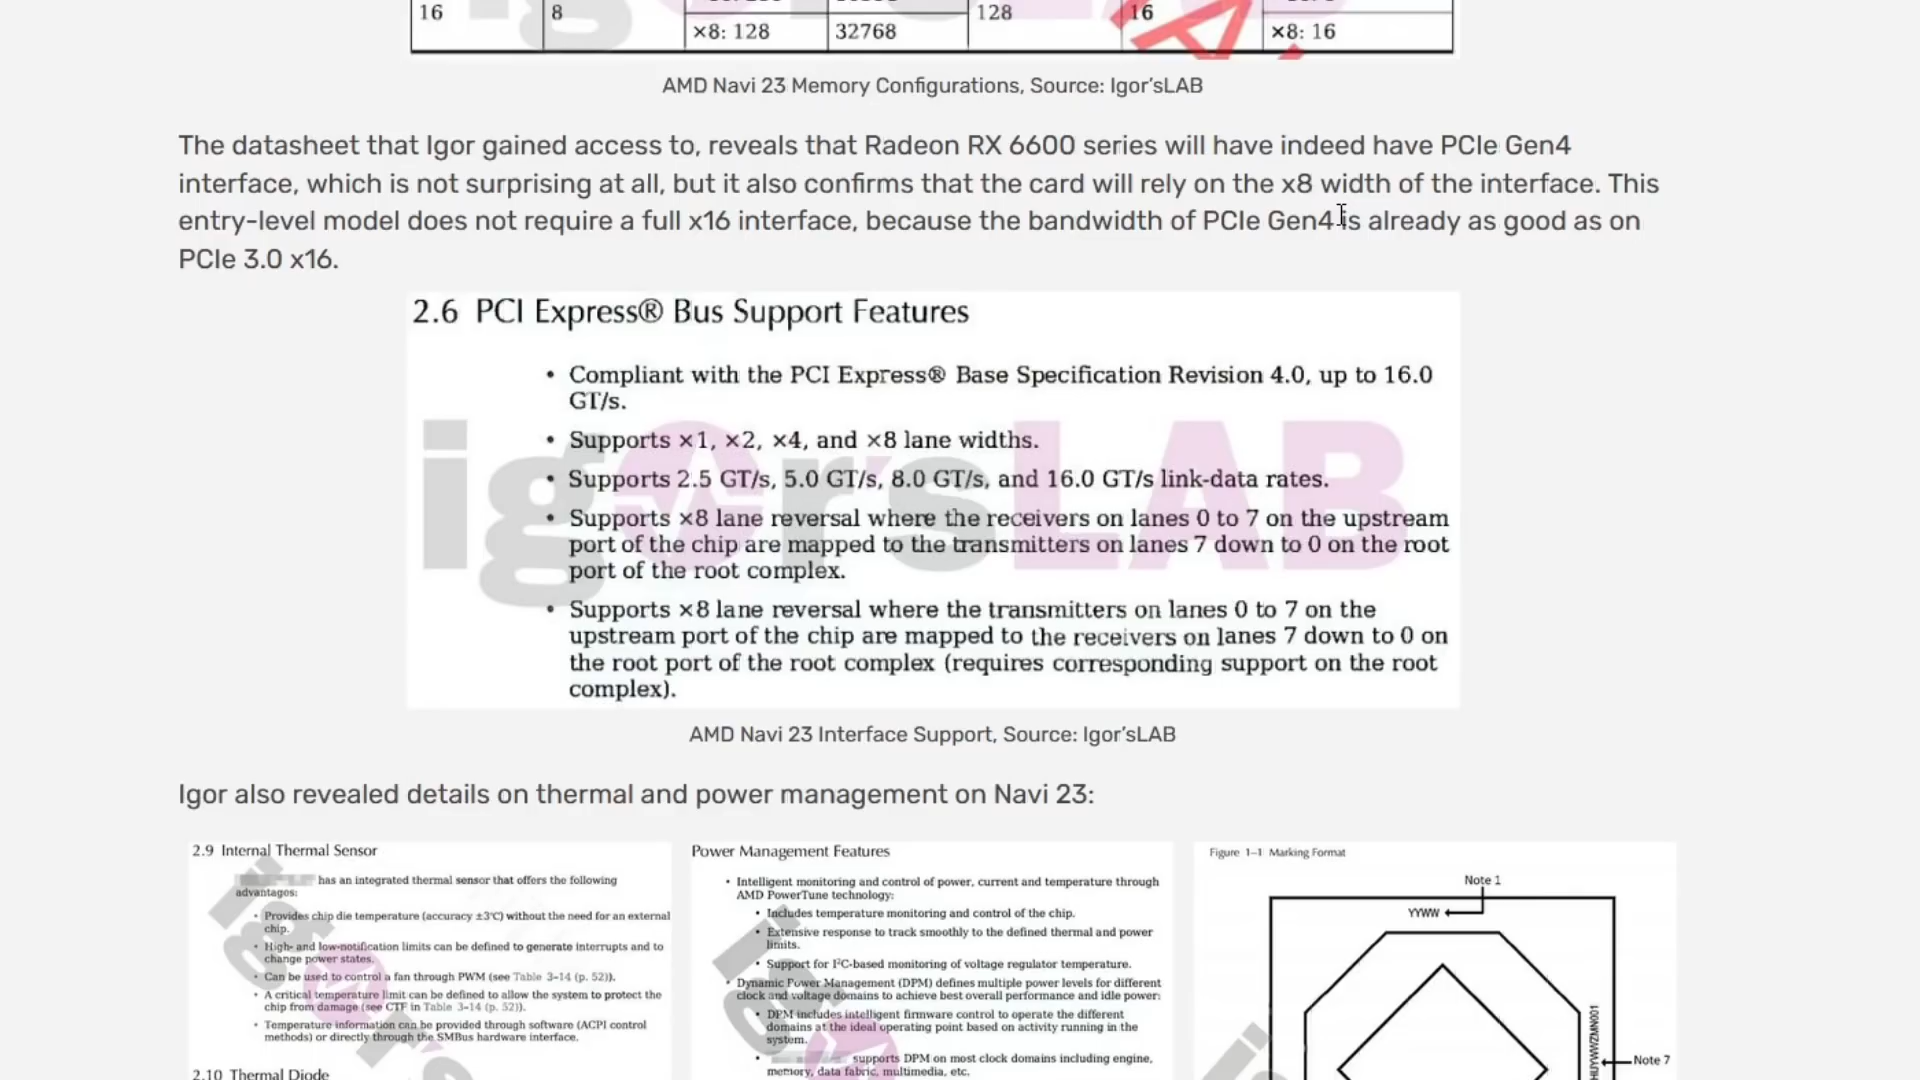 16
8
128
16
×8: 128
32768
×8: 16
AMD Navi 23 Memory Configurations, Source: Igor'sLAB
The datasheet that Igor gained access to, reveals that Radeon RX 6600 series will have indeed have PCIe Gen4
interface, which is not surprising at all, but it also confirms that the card will rely on the x8 width of the interface. This
entry-level model does not require a full x16 interface, because the bandwidth of PCIe Gen4 is already as good as on
PCIe 3.0 x16.
2.6 PCI Express® Bus Support Features
• Compliant with the PCI Express® Base Specification Revision 4.0, up to 16.0
GT/s.
• Supports ×1, ×2, ×4, and ×8 lane widths.
• Supports 2.5 GT/s, 5.0 GT/s, 8.0 GT/s, and 16.0 GT/s link-data rates.
• Supports ×8 lane reversal where the receivers on lanes 0 to 7 on the upstream
port of the chip are mapped to the transmitters on lanes 7 down to 0 on the root
port of the root complex.
• Supports ×8 lane reversal where the transmitters on lanes 0 to 7 on the
upstream port of the chip are mapped to the receivers on lanes 7 down to 0 on
the root port of the root complex (requires corresponding support on the root
complex).
igor'sLAB
AMD Navi 23 Interface Support, Source: Igor'sLAB
Igor also revealed details on thermal and power management on Navi 23:
2.9 Internal Thermal Sensor
has an integrated thermal sensor that offers the following
advantages:
• Provides chip die temperature (accuracy ±3°C) without the need for an external
chip.
• High- and low-notification limits can be defined to generate interrupts and to
change power states.
• Can be used to control a fan through PWM (see Table 3–14 (p. 52)).
• A critical temperature limit can be defined to allow the system to protect the
chip from damage (see CTF in Table 3–14 (p. 52)).
• Temperature information can be provided through software (ACPI control
methods) or directly through the SMBus hardware interface.
2.10 Thermal Diode
Power Management Features
• Intelligent monitoring and control of power, current and temperature through
AMD PowerTune technology:
• Includes temperature monitoring and control of the chip.
• Extensive response to track smoothly to the defined thermal and power
limits.
• Support for I²C-based monitoring of voltage regulator temperature.
• Dynamic Power Management (DPM) defines multiple power levels for different
clock and voltage domains to achieve best overall performance and idle power:
• DPM includes intelligent firmware control to operate the different
domains at the ideal operating point based on activity running in the
system.
• supports DPM on most clock domains including engine,
memory, data fabric, multimedia, etc.
Figure 1–1 Marking Format
Note 1
YYWW
Note 7